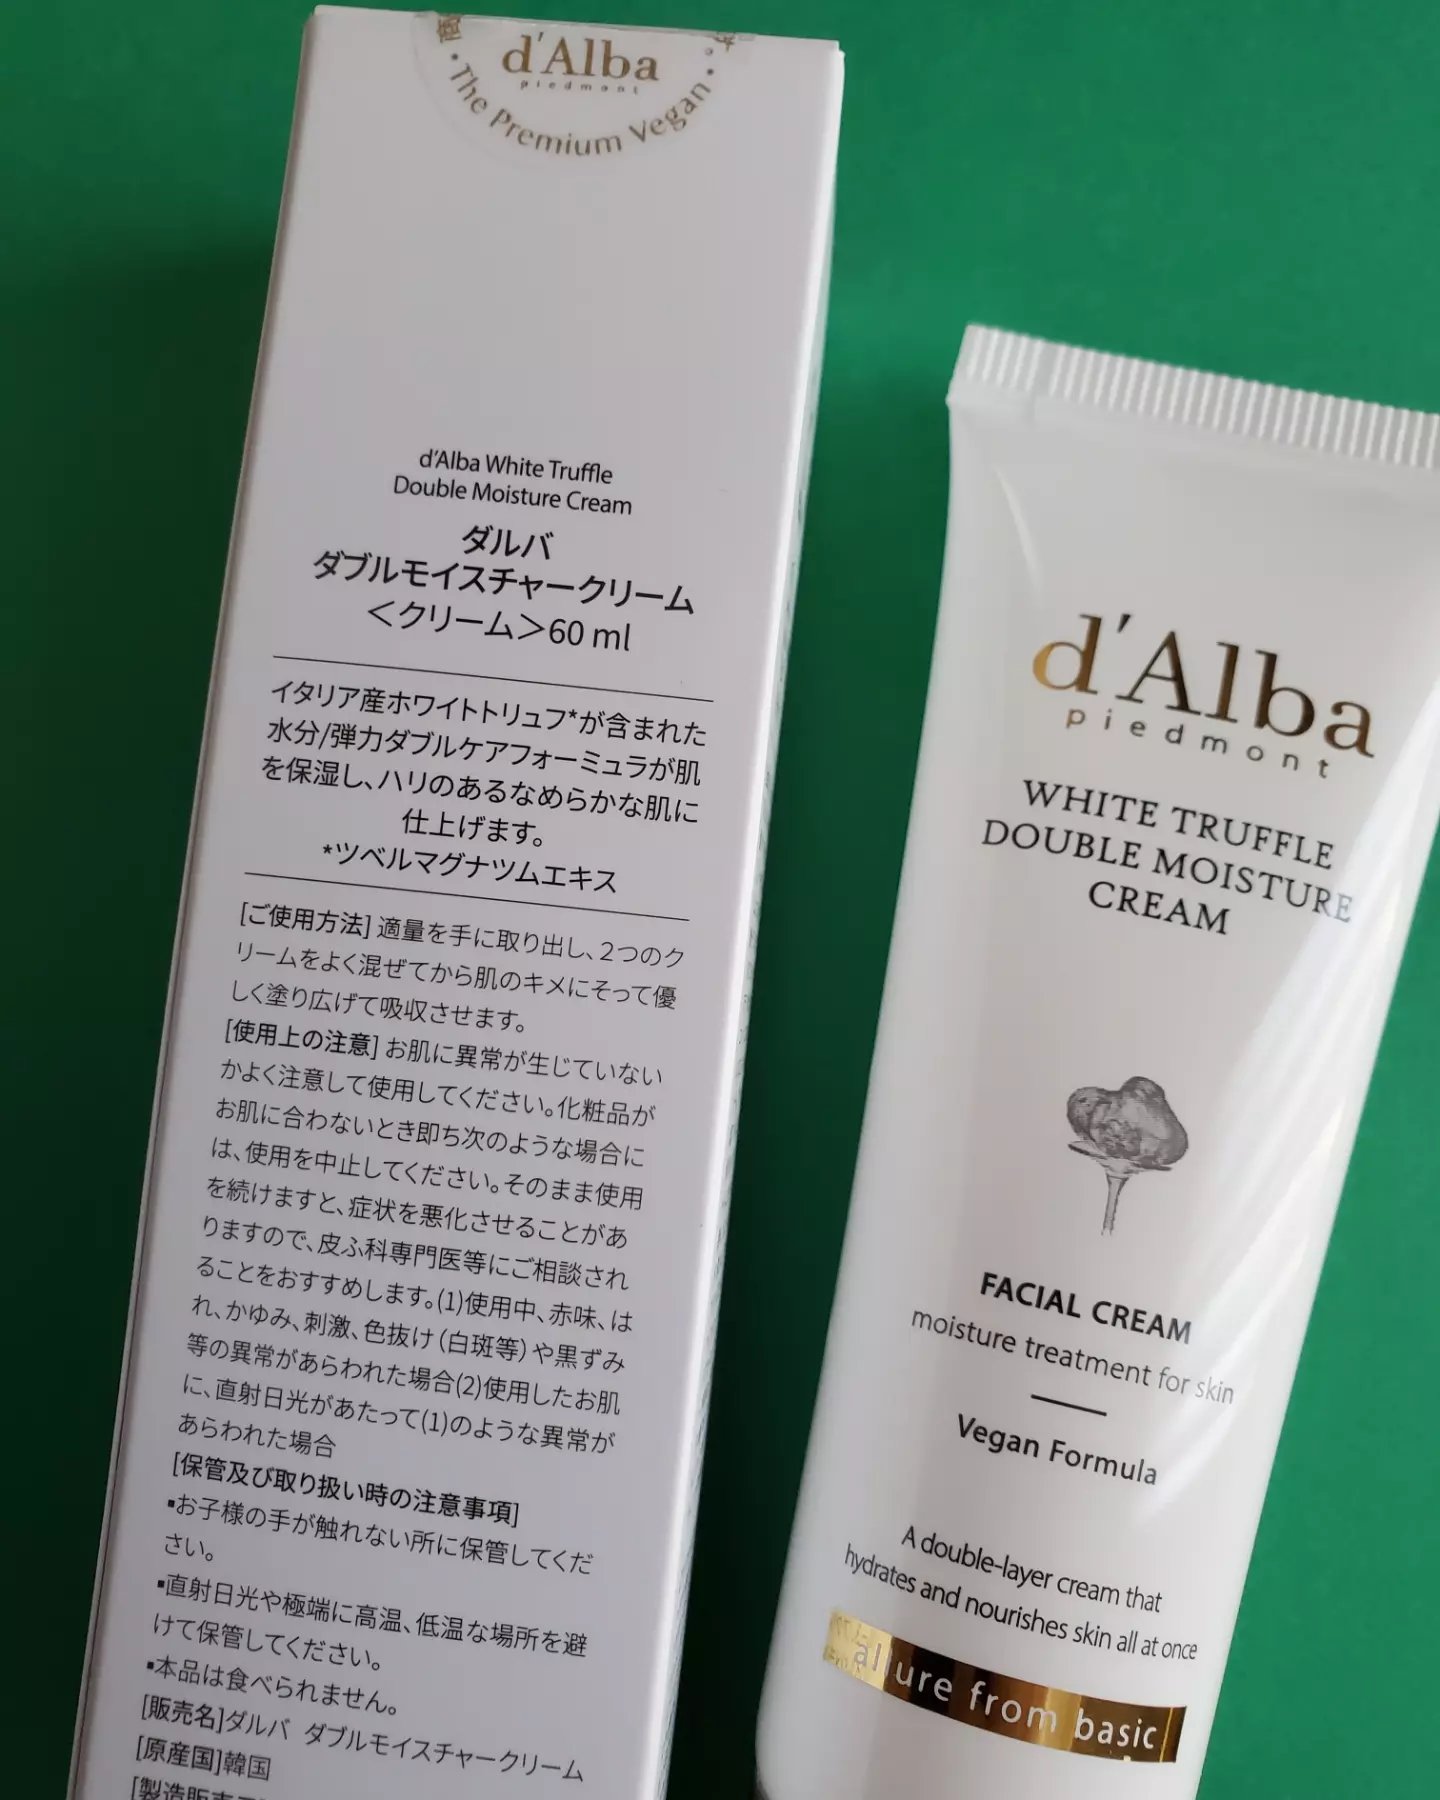 d'Alba
piedmont
The Premium Vegan
d'Alba White Truffle
Double Moisture Cream
ダルバ
ダブルモイスチャークリーム
＜クリーム＞60 ml
イタリア産ホワイトトリュフ*が含まれた
水分/弾力ダブルケアフォーミュラが肌
を保湿し、ハリのあるなめらかな肌に
仕上げます。
*ツベルマグナツムエキス
[ご使用方法] 適量を手に取り出し、2つのク
リームをよく混ぜてから肌のキメにそって優
しく塗り広げて吸収させます。
[使用上の注意] お肌に異常が生じていない
かよく注意して使用してください。化粧品が
お肌に合わないとき即ち次のような場合に
は、使用を中止してください。そのまま使用
を続けますと、症状を悪化させることがあ
りますので、皮ふ科専門医等にご相談され
ることをおすすめします。(1)使用中、赤味、は
れ、かゆみ、刺激、色抜け（白斑等）や黒ずみ
等の異常があらわれた場合(2)使用したお肌
に、直射日光があたって(1)のような異常が
あらわれた場合
[保管及び取り扱い時の注意事項]
▪お子様の手が触れない所に保管してくだ
さい。
▪直射日光や極端に高温、低温な場所を避
けて保管してください。
▪本品は食べられません。
[販売名]ダルバ ダブルモイスチャークリーム
[原産国]韓国
[製造販売元]
d'Alba
piedmont
WHITE TRUFFLE
DOUBLE MOISTURE
CREAM
FACIAL CREAM
moisture treatment for skin
Vegan Formula
A double-layer cream that
hydrates and nourishes skin all at once
allure from basic